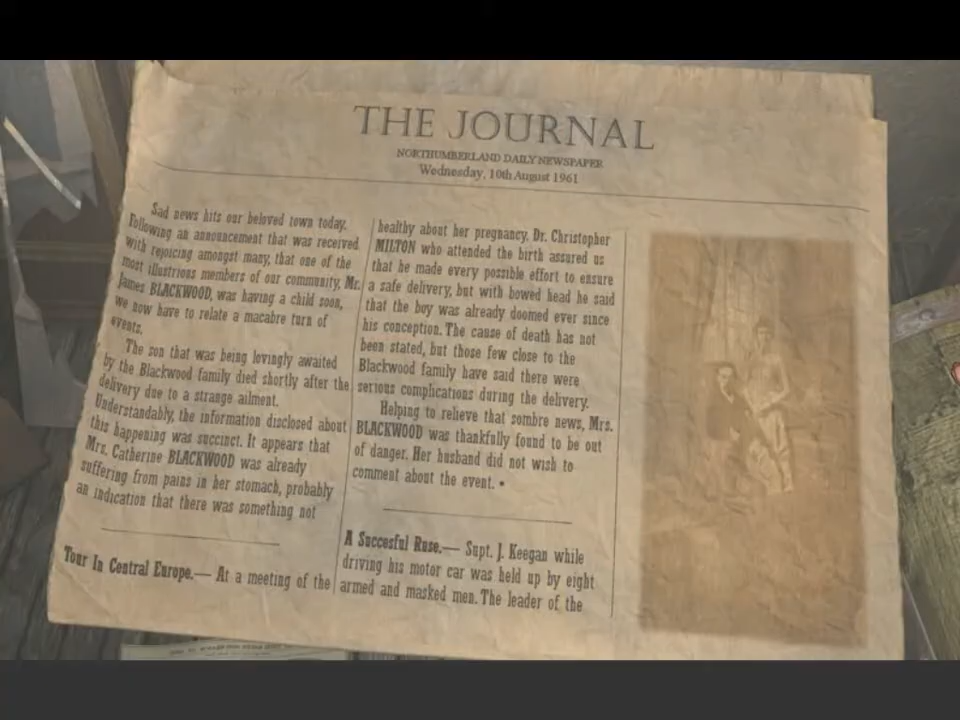 THE JOURNAL
NORTHUMBERLAND DAILY NEWSPAPER
Wednesday, 10th August 1961
Sad news hits our beloved town today.
Following an announcement that was received
with rejoicing amongst many, that one of the
most illustrious members of our community, Mr.
James BLACKWOOD, was having a child soon,
we now have to relate a macabre turn of
events.
The son that was being lovingly awaited
by the Blackwood family died shortly after the
delivery due to a strange ailment.
Understandably, the information disclosed about
this happening was succinct. It appears that
Mrs. Catherine BLACKWOOD was already
suffering from pains in her stomach, probably
an indication that there was something not
Tour In Central Europe.— At a meeting of the
healthy about her pregnancy. Dr. Christopher
MILTON who attended the birth assured us
that he made every possible effort to ensure
a safe delivery, but with bowed head he said
that the boy was already doomed ever since
his conception. The cause of death has not
been stated, but those few close to the
Blackwood family have said there were
serious complications during the delivery.
Helping to relieve that sombre news, Mrs.
BLACKWOOD was thankfully found to be out
of danger. Her husband did not wish to
comment about the event. •
A Succesful Ruse.— Supt. J. Keegan while
driving his motor car was held up by eight
armed and masked men. The leader of the